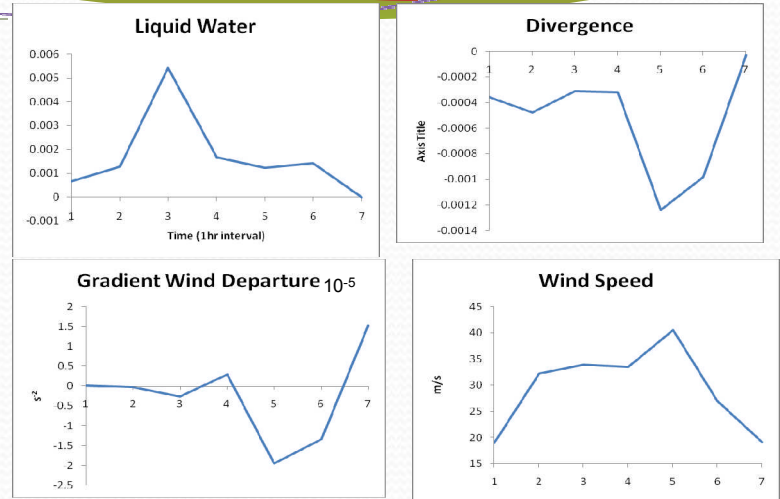 Liquid Water
0.006
0.005
0.004
0.003
0.002
0.001
0
-0.001
1 2 3 4 5 6 7
Time (1hr interval)
Divergence
0
-0.0002
-0.0004
-0.0006
-0.0008
-0.001
-0.0012
-0.0014
1 2 3 4 5 6 7
Axis Title
Gradient Wind Departure 10-5
2
1.5
1
0.5
0
-0.5
-1
-1.5
2
-2.5
1 2 3 4 5 6 7
s-2
Wind Speed
45
40
35
30
25
20
15
1 2 3 4 5 6 7
m/s